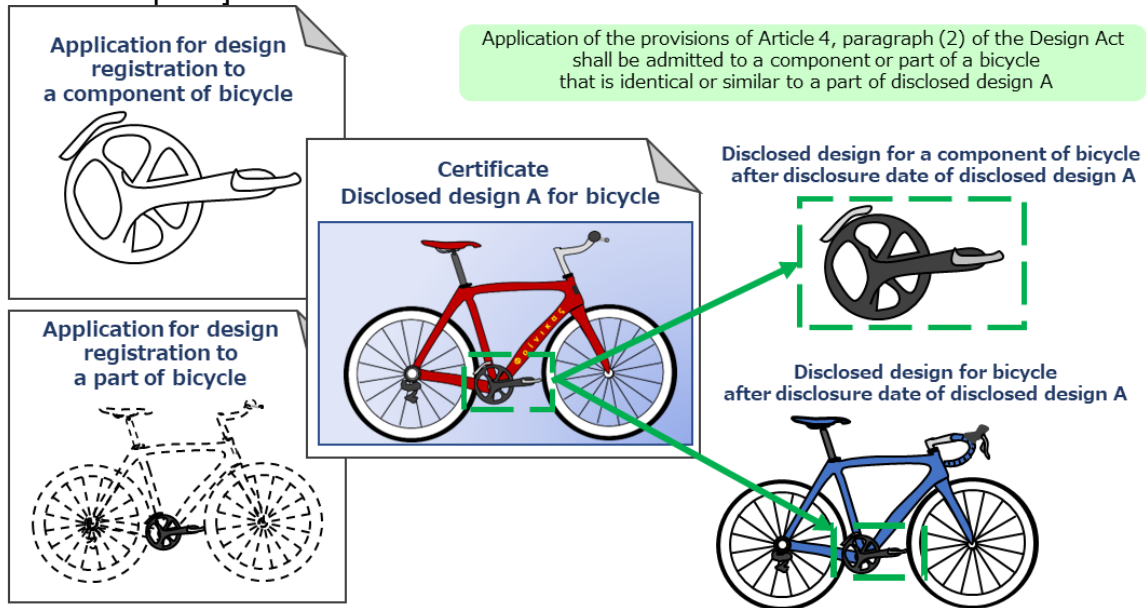 Application for design
registration to
a component of bicycle
Application of the provisions of Article 4, paragraph (2) of the Design Act
shall be admitted to a component or part of a bicycle
that is identical or similar to a part of disclosed design A
Certificate
Disclosed design A for bicycle
Φοίνικας
Disclosed design for a component of bicycle
after disclosure date of disclosed design A
Application for design
registration to
a part of bicycle
Disclosed design for bicycle
after disclosure date of disclosed design A